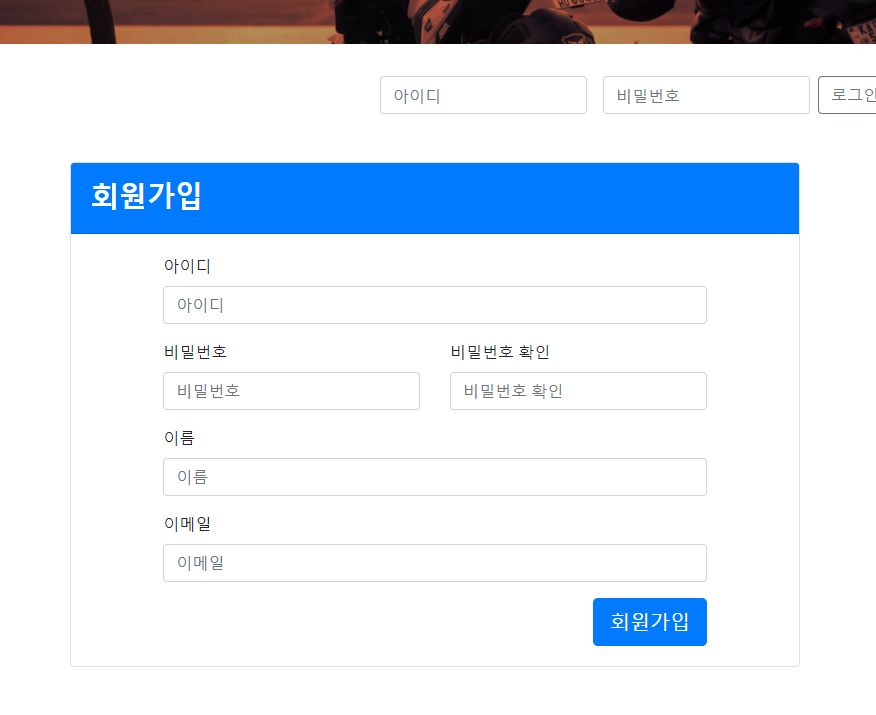 아이디 비밀번호 로그인
회원가입
아이디
아이디
비밀번호 비밀번호 확인
비밀번호 비밀번호 확인
이름
이름
이메일
이메일
회원가입